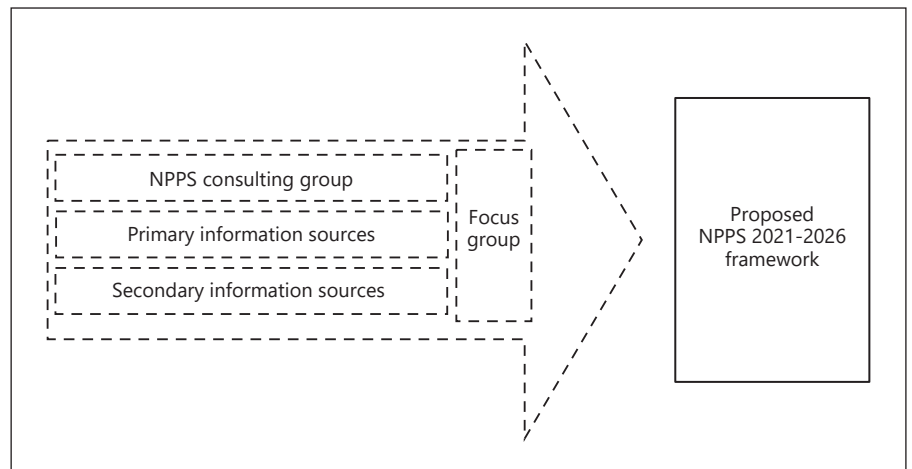 NPPS consulting group
Primary information sources
Secondary information sources
Focus
group
Proposed
NPPS 2021-2026
framework